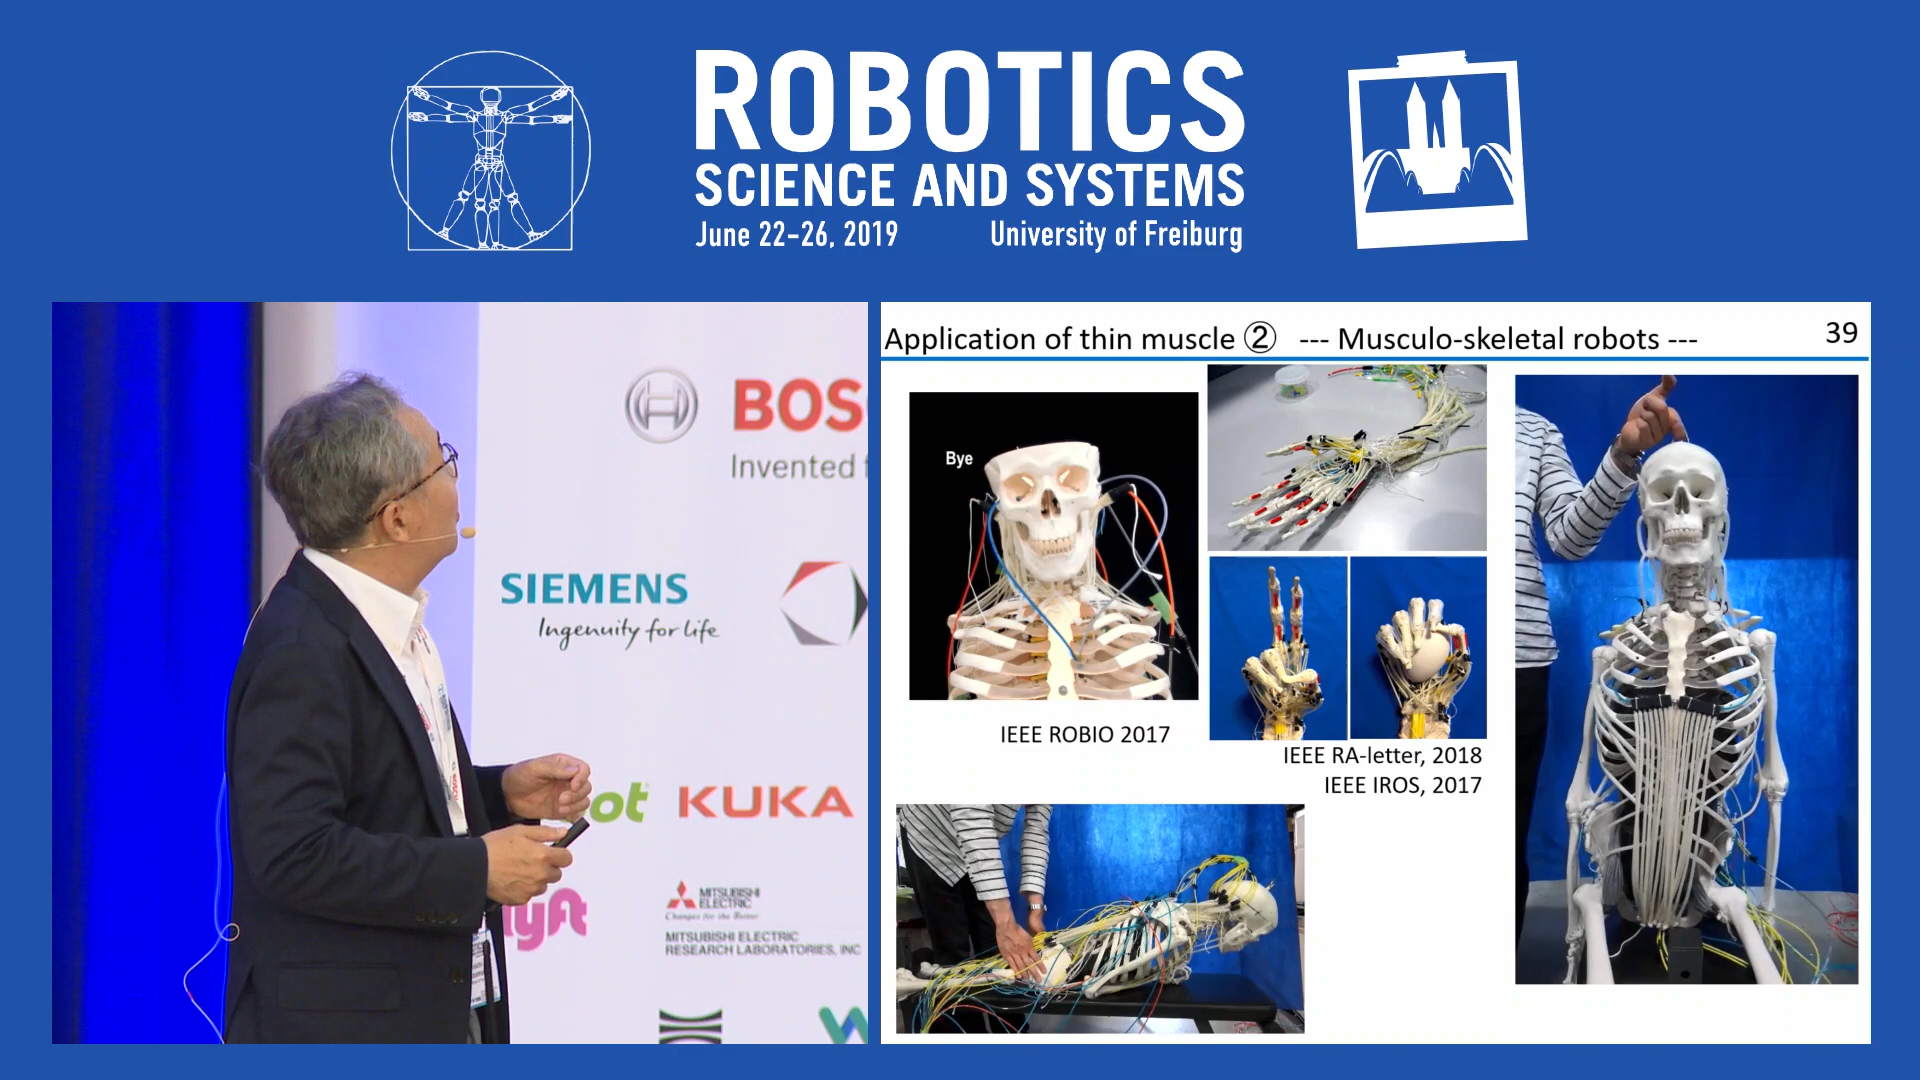 ROBOTICS
SCIENCE AND SYSTEMS
June 22-26, 2019 University of Freiburg
BOS
Invented f
SIEMENS
Ingenuity for life
ot
KUKA
lyft
MITSUBISHI
ELECTRIC
Changes for the Better
MITSUBISHI ELECTRIC
RESEARCH LABORATORIES, INC
W
Application of thin muscle ② --- Musculo-skeletal robots --- 39
Bye
IEEE ROBIO 2017
IEEE RA-letter, 2018
IEEE IROS, 2017